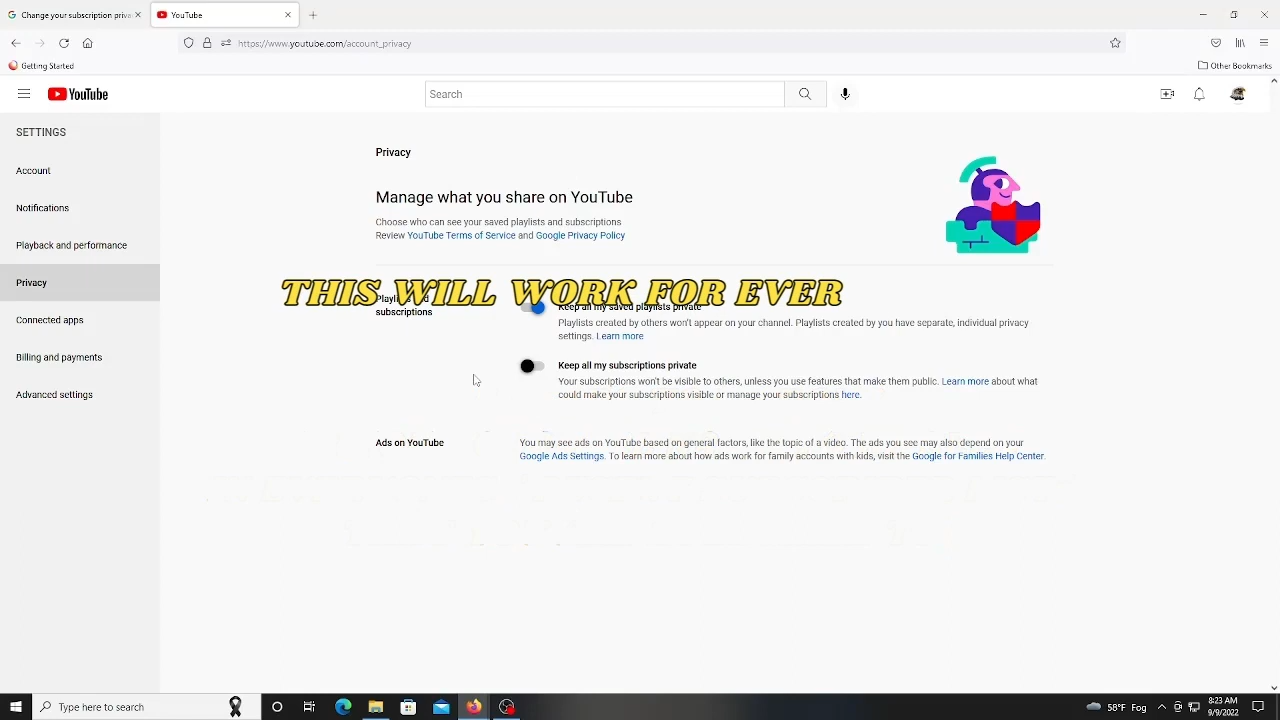 Change your subscription priva
YouTube
https://www.youtube.com/account_privacy
Getting Started
Other Bookmarks
YouTube
Search
SETTINGS
Account
Notifications
Playback and performance
Privacy
Connected apps
Billing and payments
Advanced settings
Privacy
Manage what you share on YouTube
Choose who can see your saved playlists and subscriptions
Review YouTube Terms of Service and Google Privacy Policy
THIS WILL WORK FOR EVER
subscriptions
Keep all my saved playlists private
Playlists created by others won't appear on your channel. Playlists created by you have separate, individual privacy
settings. Learn more
Keep all my subscriptions private
Your subscriptions won't be visible to others, unless you use features that make them public. Learn more about what
could make your subscriptions visible or manage your subscriptions here.
Ads on YouTube
You may see ads on YouTube based on general factors, like the topic of a video. The ads you see may also depend on your
Google Ads Settings. To learn more about how ads work for family accounts with kids, visit the Google for Families Help Center.
Type here to search
58°F Fog
8:23 AM
9/9/2022